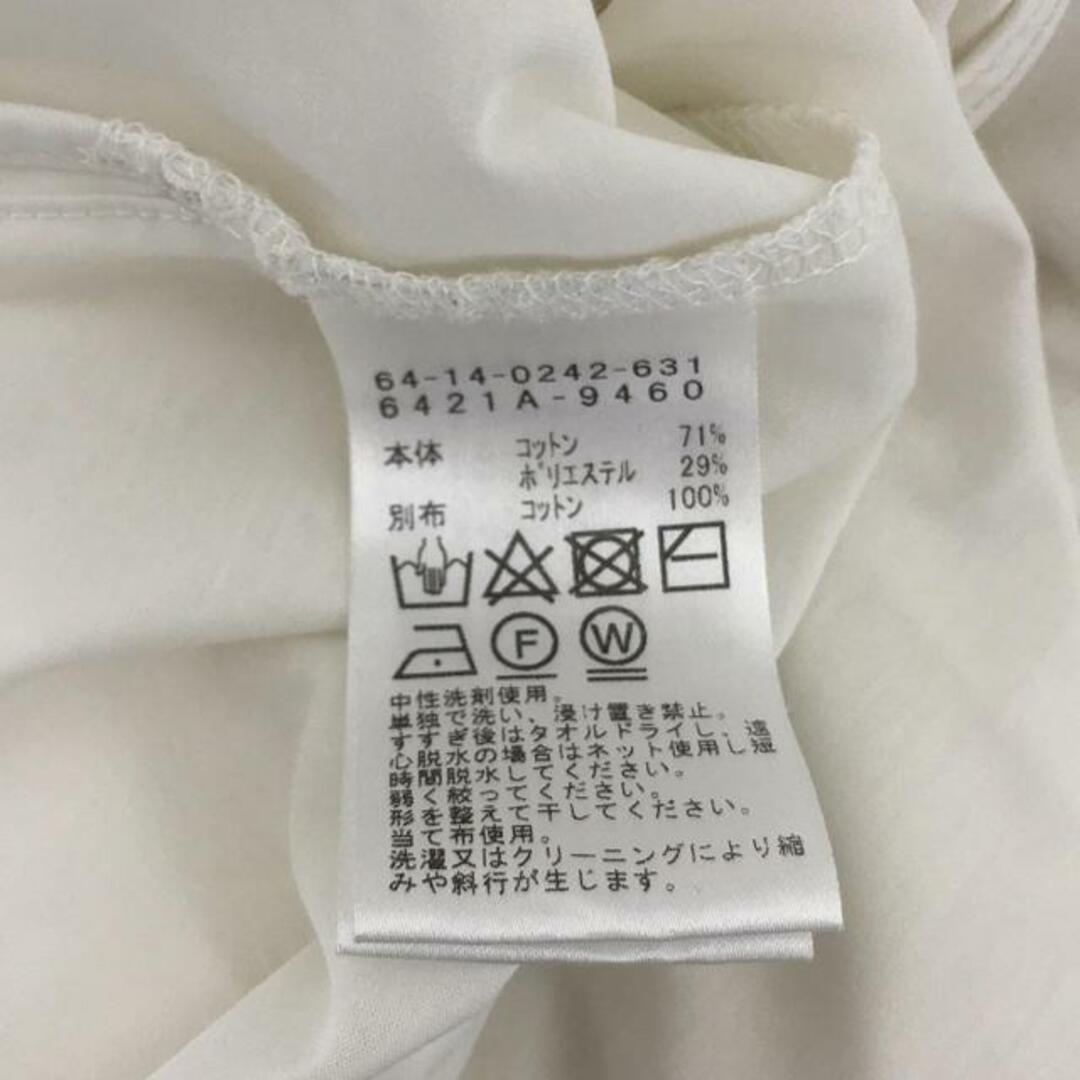 64-14-0242-631
6421A-9460
本体 コットン 71%
ポリエステル 29%
別布 コットン 100%
F W
中性洗剤使用。
単独で洗い、浸け置き禁止。
すすぎ後はタオルドライし、遠
心脱水の場合はネット使用し短
時間脱水してください。
弱く絞ってください。
形を整えて干してください。
当て布使用。
洗濯又はクリーニングにより縮
みや斜行が生じます。